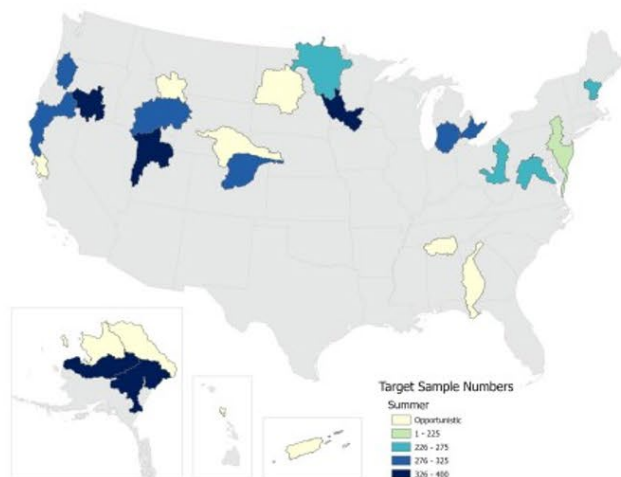 Target Sample Numbers
Summer
Opportunistic
1 - 225
226 - 275
276 - 325
326 - 400